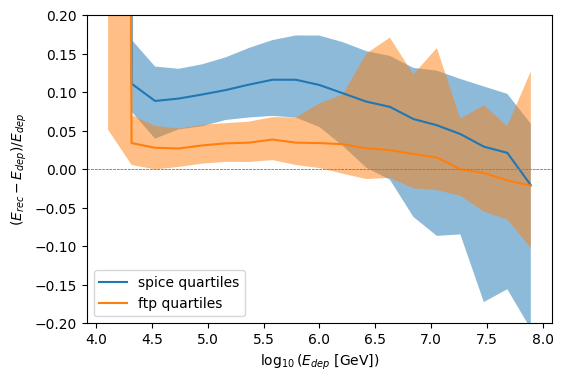 0.20
0.15
0.10
0.05
0.00
−0.05
−0.10
−0.15
−0.20
(E_rec − E_dep)/E_dep
spice quartiles
ftp quartiles
4.0 4.5 5.0 5.5 6.0 6.5 7.0 7.5 8.0
log_10 (E_dep [GeV])